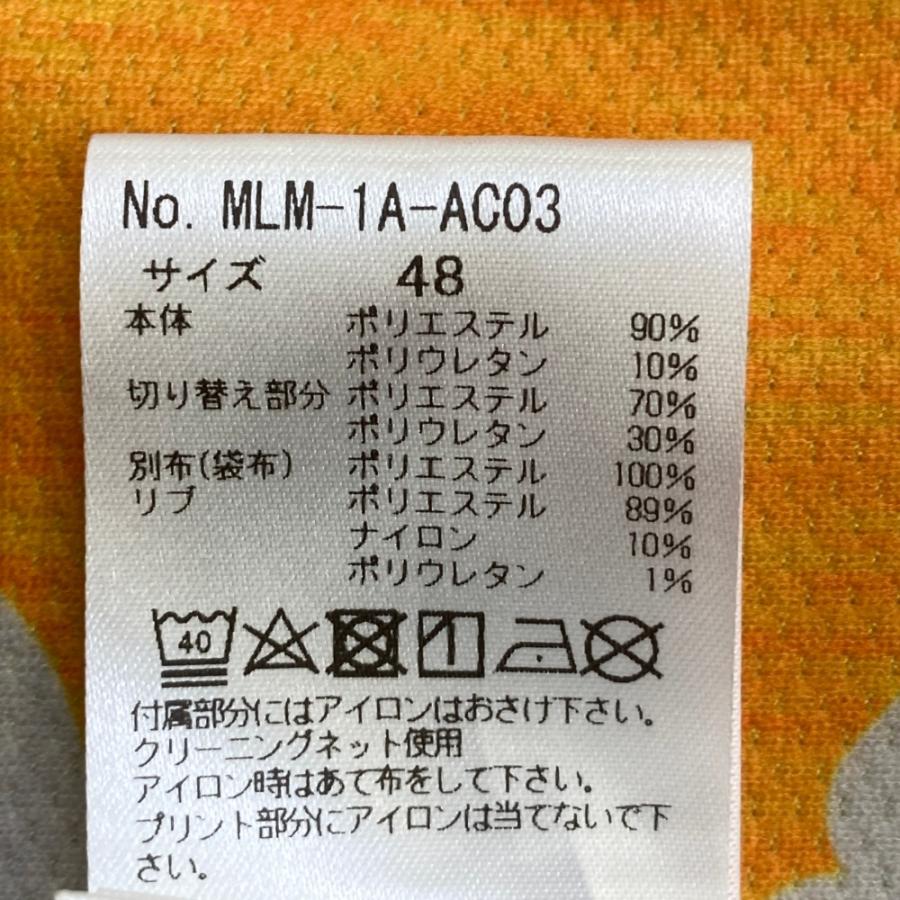 No. MLM-1A-AC03
サイズ 48
本体 ポリエステル 90%
ポリウレタン 10%
切り替え部分 ポリエステル 70%
ポリウレタン 30%
別布(袋布) ポリエステル 100%
リブ ポリエステル 89%
ナイロン 10%
ポリウレタン 1%
40
付属部分にはアイロンはおさけ下さい。
クリーニングネット使用
アイロン時はあて布をして下さい。
プリント部分にアイロンは当てないで下
さい。